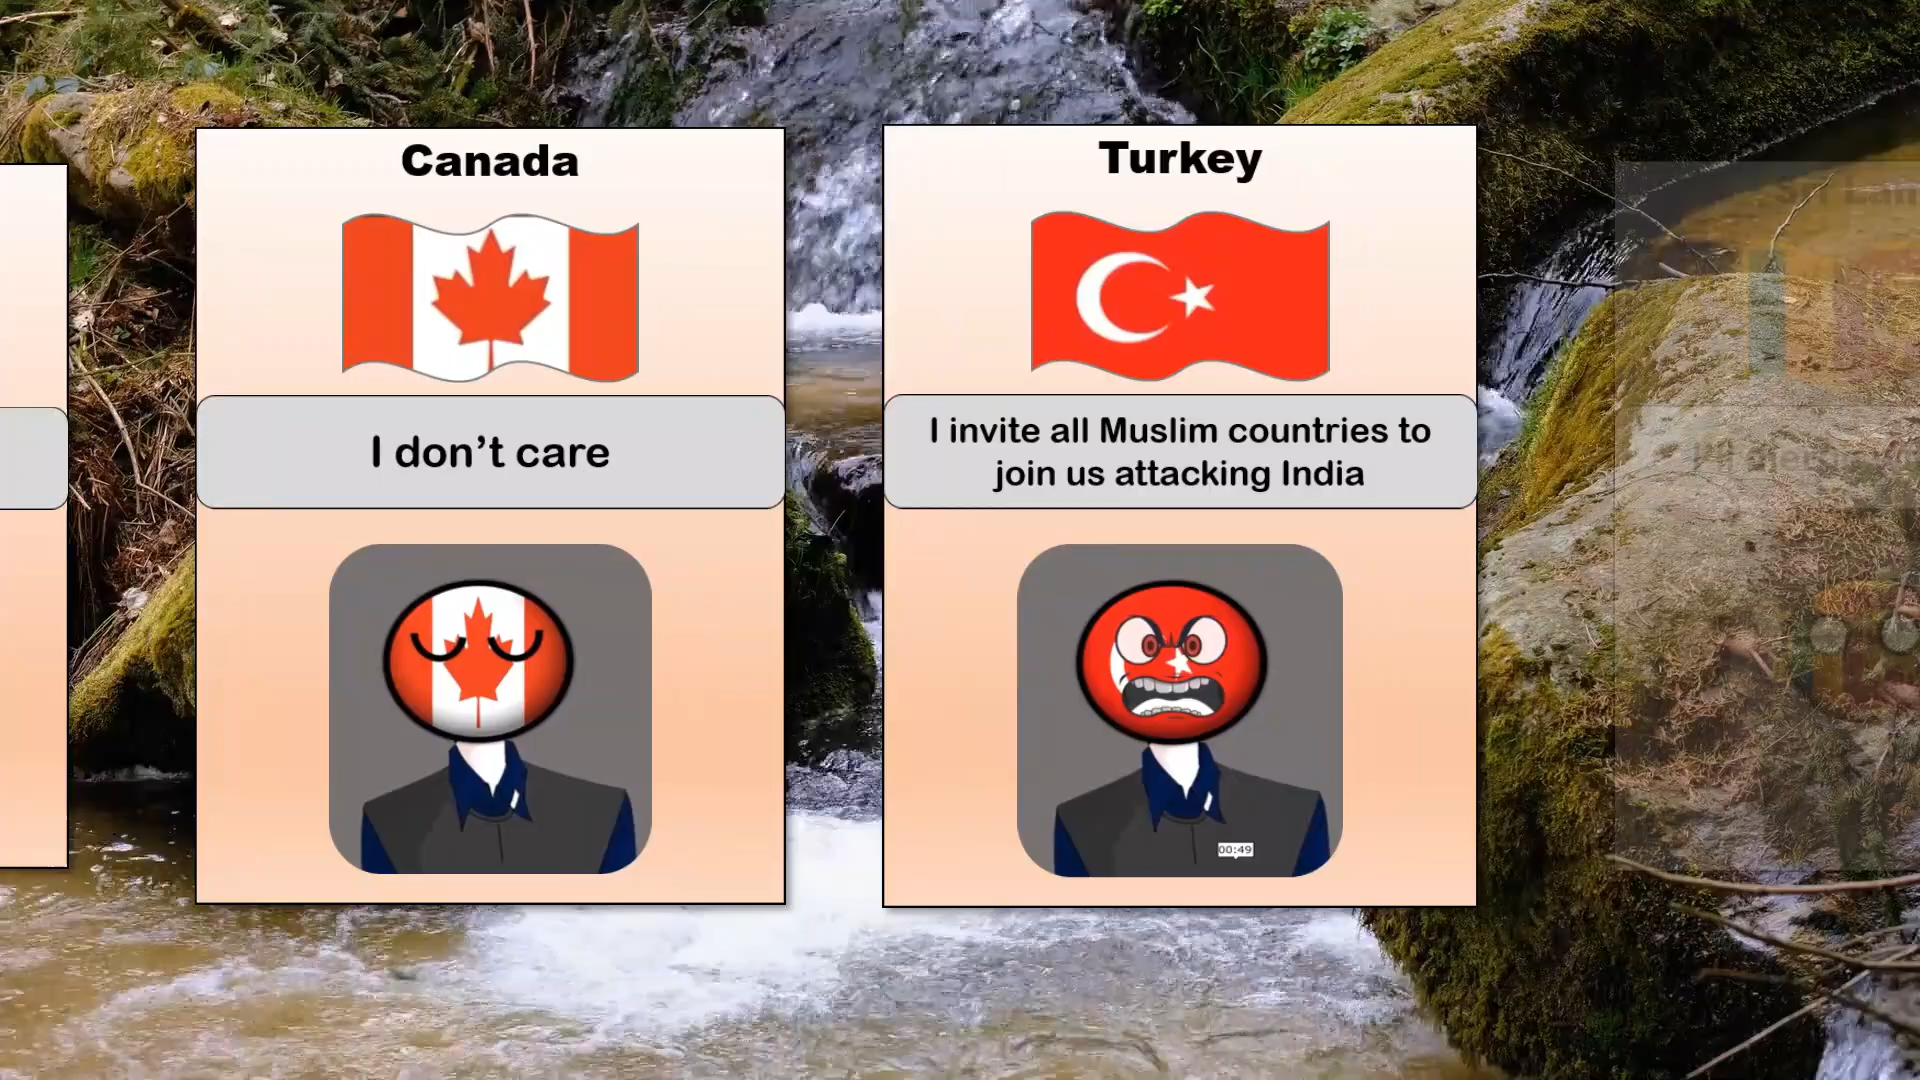 Canada
I don't care
Turkey
I invite all Muslim countries to
join us attacking India
00:49